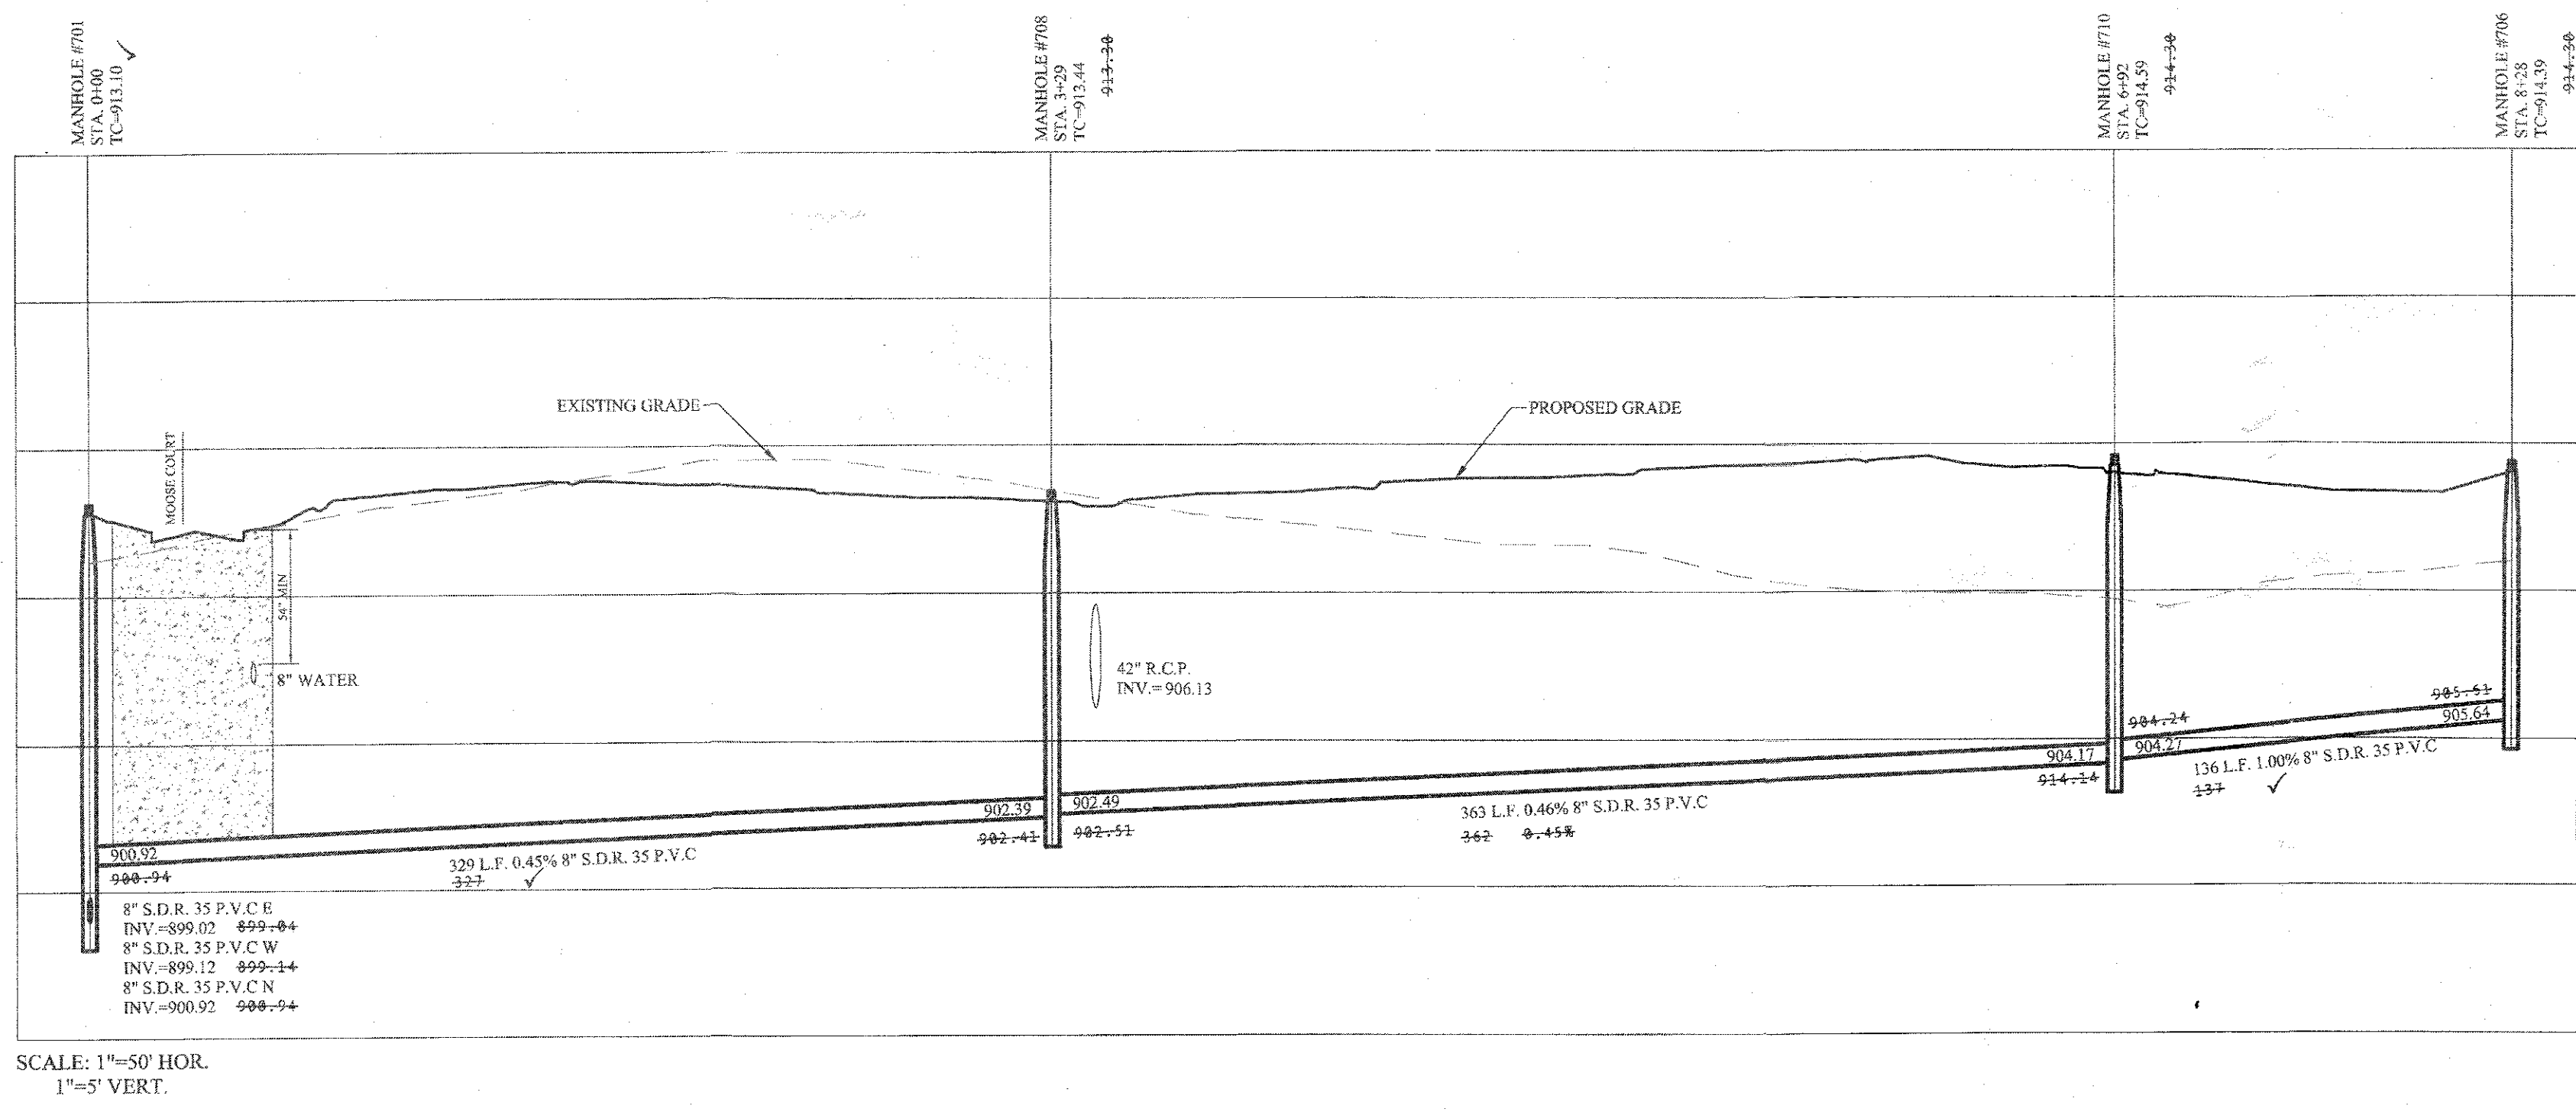 MANHOLE #701
STA. 0+00
TC=913.10 ✓
MANHOLE #708
STA. 3+29
TC=913.44
913.30
MANHOLE #710
STA. 6+92
TC=914.59
914.30
MANHOLE #706
STA. 8+28
TC=914.39
914.30
EXISTING GRADE
PROPOSED GRADE
MOOSE COURT
54" MIN
8" WATER
42" R.C.P.
INV.= 906.13
905.61
905.64
904.24
904.27
904.17
914.14
136 L.F. 1.00% 8" S.D.R. 35 P.V.C
137 ✓
902.39
902.41
902.49
902.51
363 L.F. 0.46% 8" S.D.R. 35 P.V.C
362 0.45%
900.92
900.94
329 L.F. 0.45% 8" S.D.R. 35 P.V.C
327 ✓
8" S.D.R. 35 P.V.C E
INV.=899.02 899.04
8" S.D.R. 35 P.V.C W
INV.=899.12 899.14
8" S.D.R. 35 P.V.C N
INV.=900.92 900.94
SCALE: 1"=50' HOR.
1"=5' VERT.